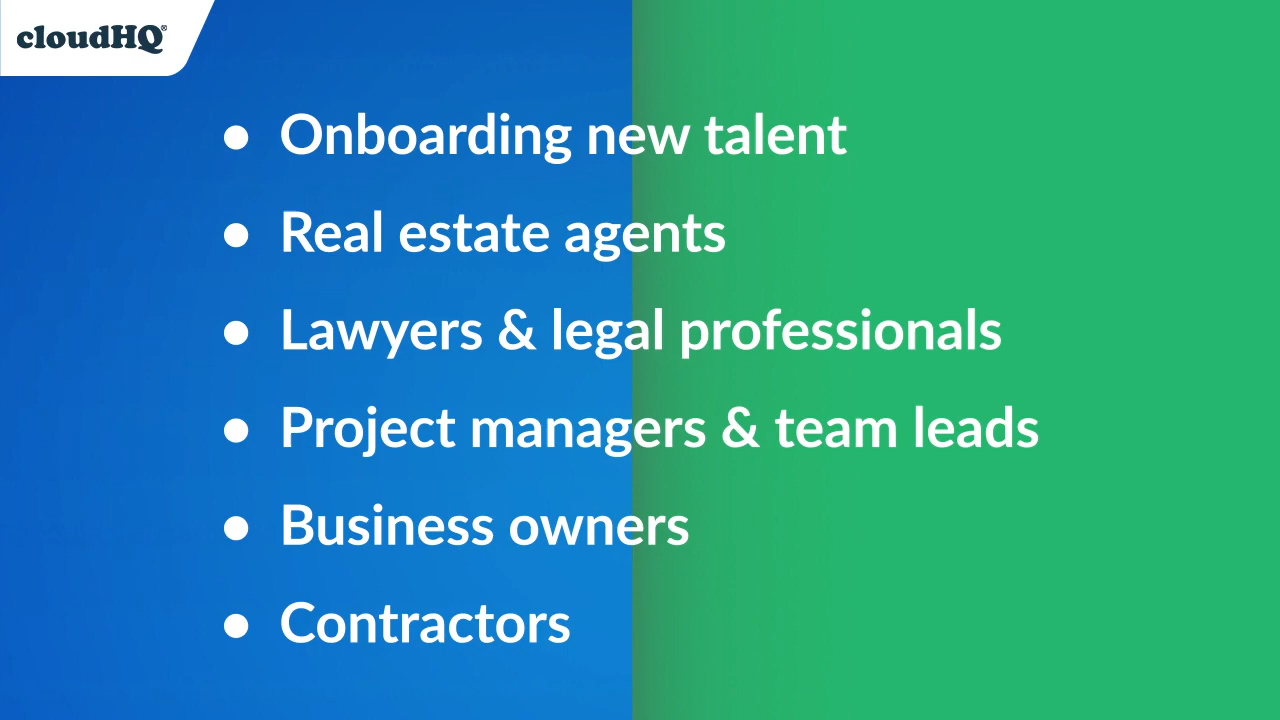 cloudHQ®
● Onboarding new talent
● Real estate agents
● Lawyers & legal professionals
● Project managers & team leads
● Business owners
● Contractors